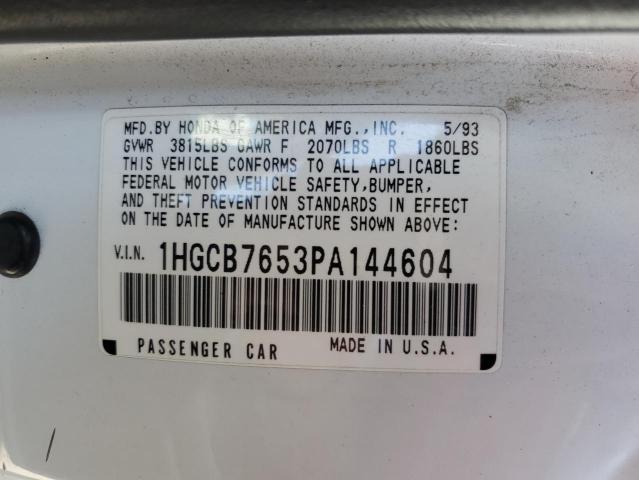 MFD.BY HONDA OF AMERICA MFG.,INC. 5/93
GVWR 3815LBS GAWR F 2070LBS R 1860LBS
THIS VEHICLE CONFORMS TO ALL APPLICABLE
FEDERAL MOTOR VEHICLE SAFETY,BUMPER,
AND THEFT PREVENTION STANDARDS IN EFFECT
ON THE DATE OF MANUFACTURE SHOWN ABOVE:
V.I.N. 1HGCB7653PA144604
PASSENGER CAR MADE IN U.S.A.